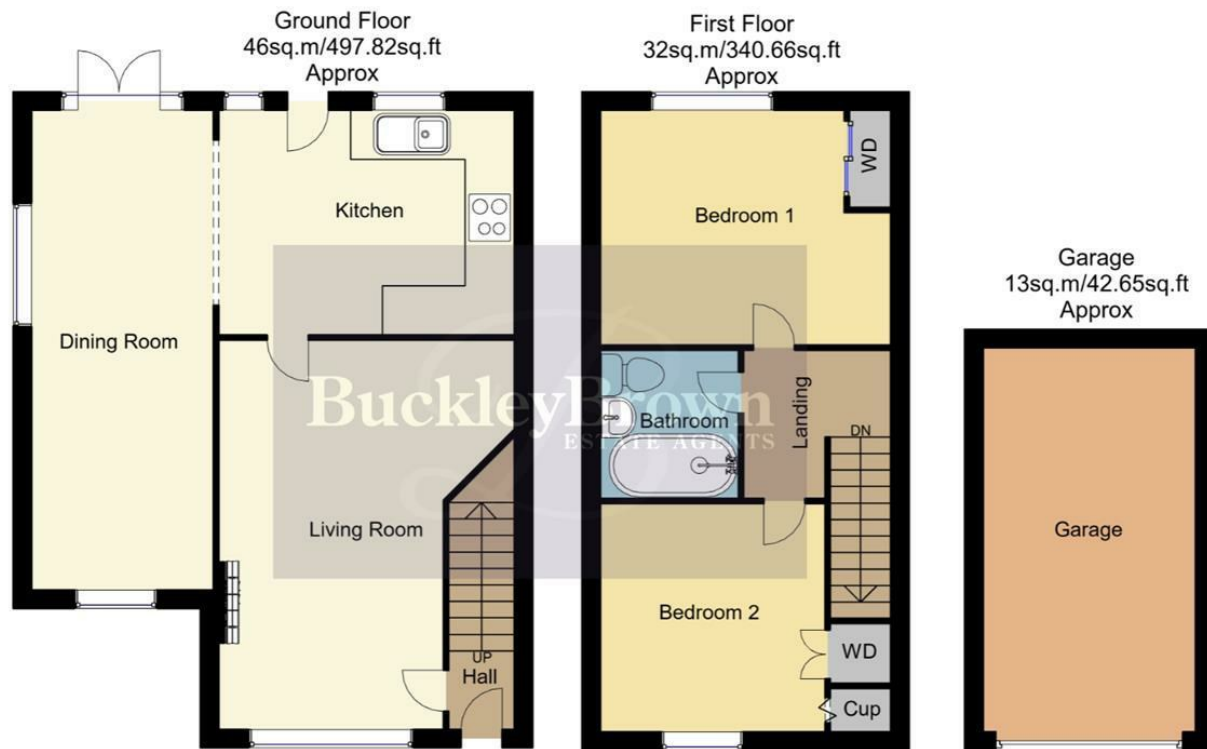 Ground Floor
46sq.m/497.82sq.ft
Approx
Dining Room
Kitchen
Living Room
UP
Hall
First Floor
32sq.m/340.66sq.ft
Approx
Bedroom 1
WD
Bathroom
Landing
DN
Bedroom 2
WD
Cup
Garage
13sq.m/42.65sq.ft
Approx
Garage
BuckleyBrown
ESTATE AGENTS